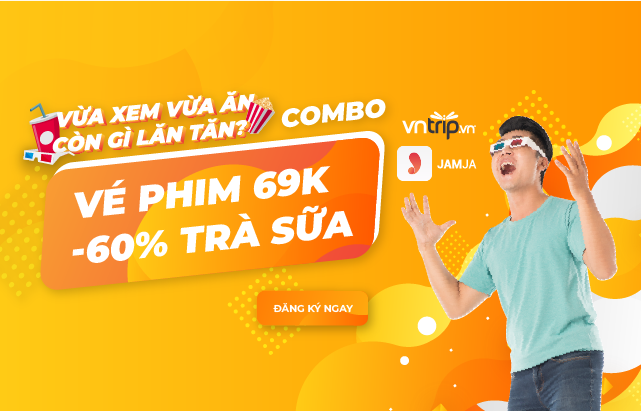 VỪA XEM VỪA ĂN
CÒN GÌ LĂN TĂN?
COMBO
vntrip.vn
JAMJA
VÉ PHIM 69K
-60% TRÀ SỮA
ĐĂNG KÝ NGAY